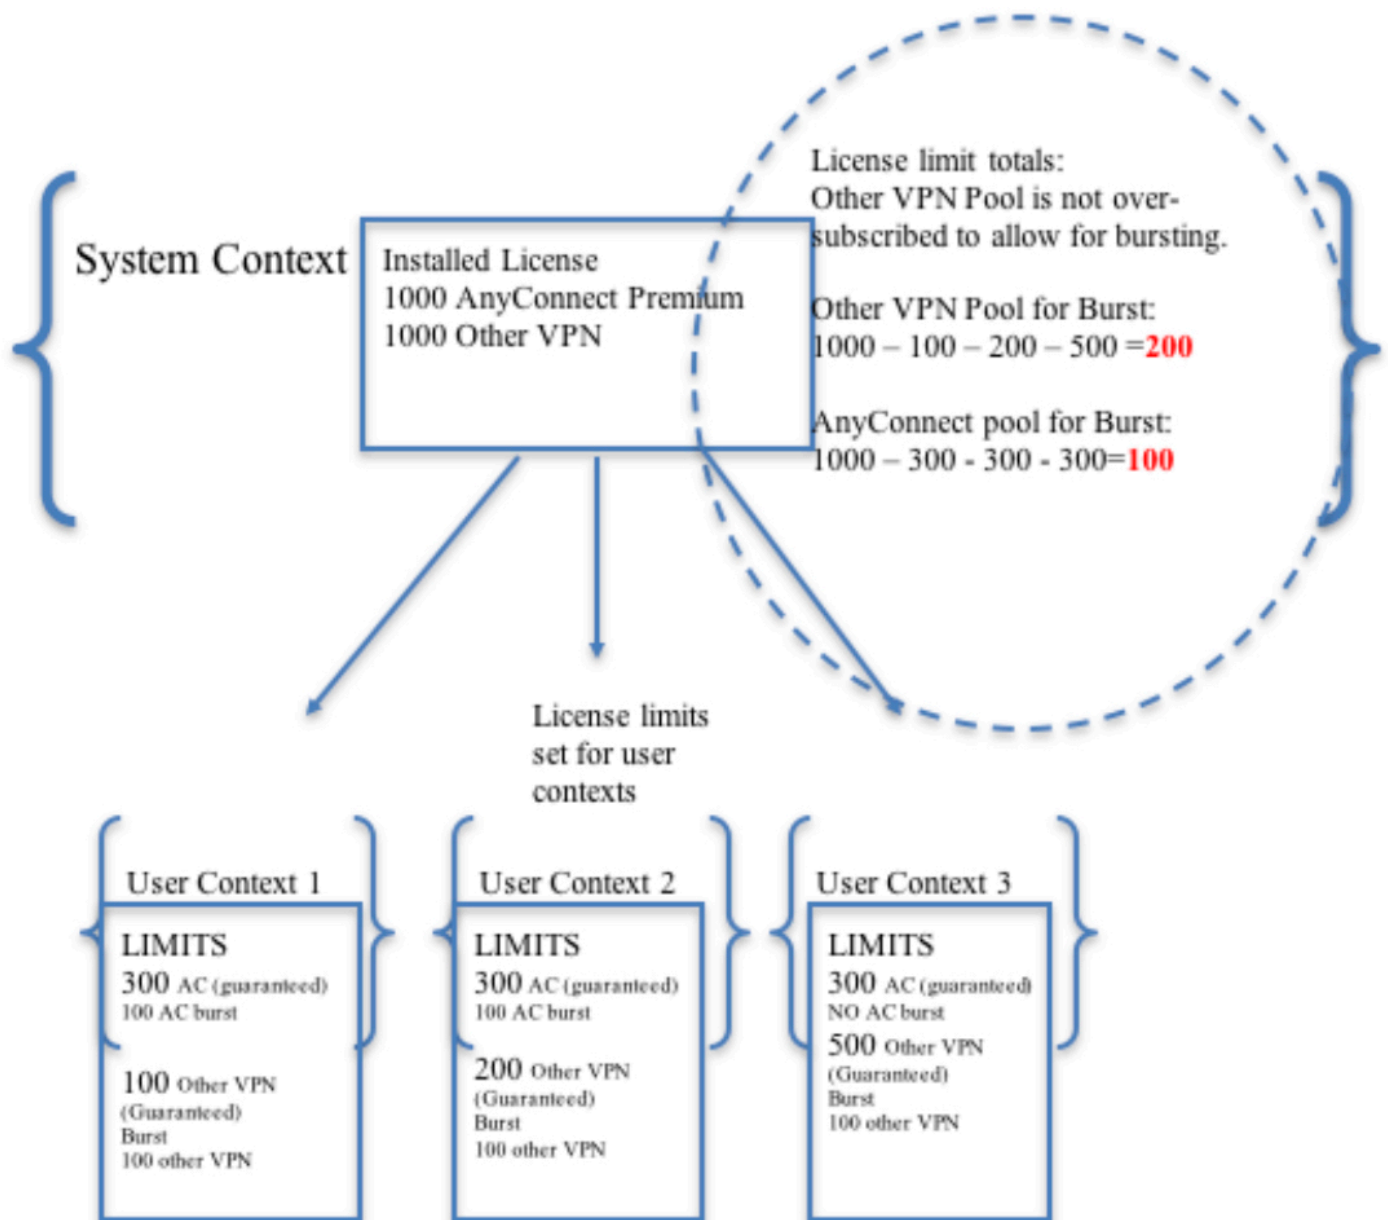 System Context
Installed License
1000 AnyConnect Premium
1000 Other VPN
License limit totals:
Other VPN Pool is not over-
subscribed to allow for bursting.
Other VPN Pool for Burst:
1000 – 100 – 200 – 500 =200
AnyConnect pool for Burst:
1000 – 300 - 300 - 300=100
License limits
set for user
contexts
User Context 1
LIMITS
300 AC (guaranteed)
100 AC burst
100 Other VPN
(Guaranteed)
Burst
100 other VPN
User Context 2
LIMITS
300 AC (guaranteed)
100 AC burst
200 Other VPN
(Guaranteed)
Burst
100 other VPN
User Context 3
LIMITS
300 AC (guaranteed)
NO AC burst
500 Other VPN
(Guaranteed)
Burst
100 other VPN